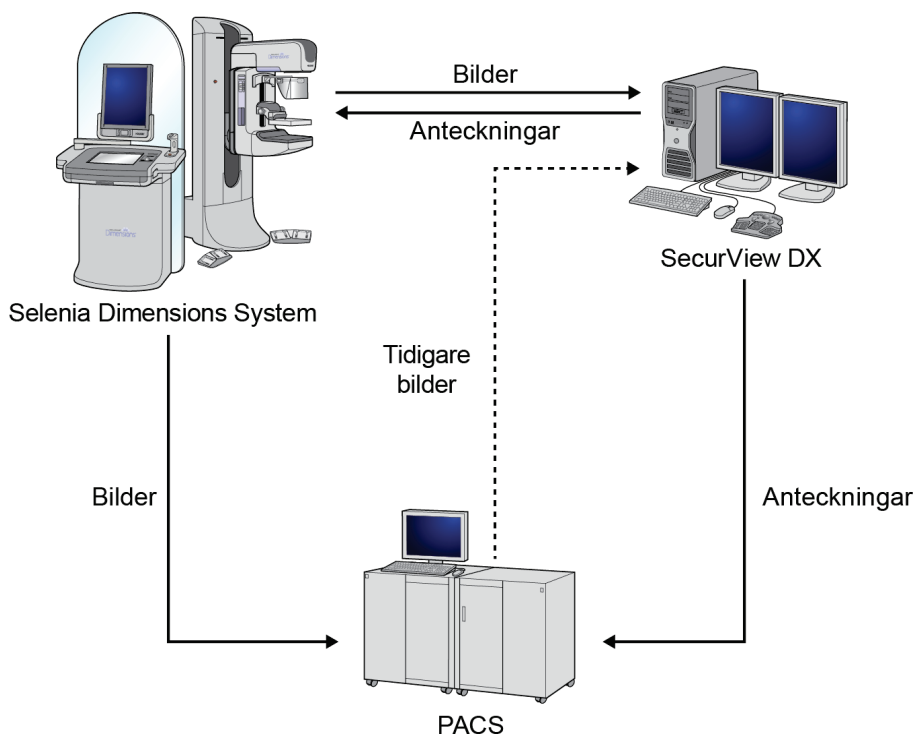 Bilder
Anteckningar
SecurView DX
Selenia Dimensions System
Tidigare
bilder
Bilder
Anteckningar
PACS